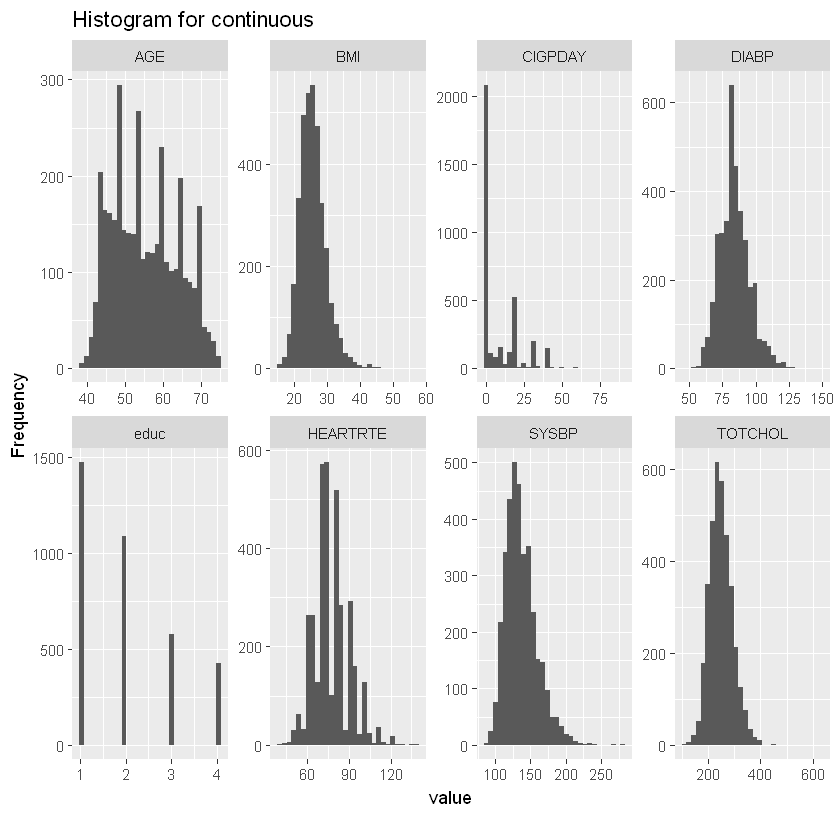 Histogram for continuous
AGE BMI CIGPDAY DIABP
300 200 100 0
400 200 0
2000 1500 1000 500 0
600 400 200 0
40 50 60 70
20 30 40 50 60
0 25 50 75
50 75 100 125 150
Frequency
educ HEARTRTE SYSBP TOTCHOL
1500 1000 500 0
600 400 200 0
500 400 300 200 100 0
600 400 200 0
1 2 3 4
60 90 120
100 150 200 250
200 400 600
value